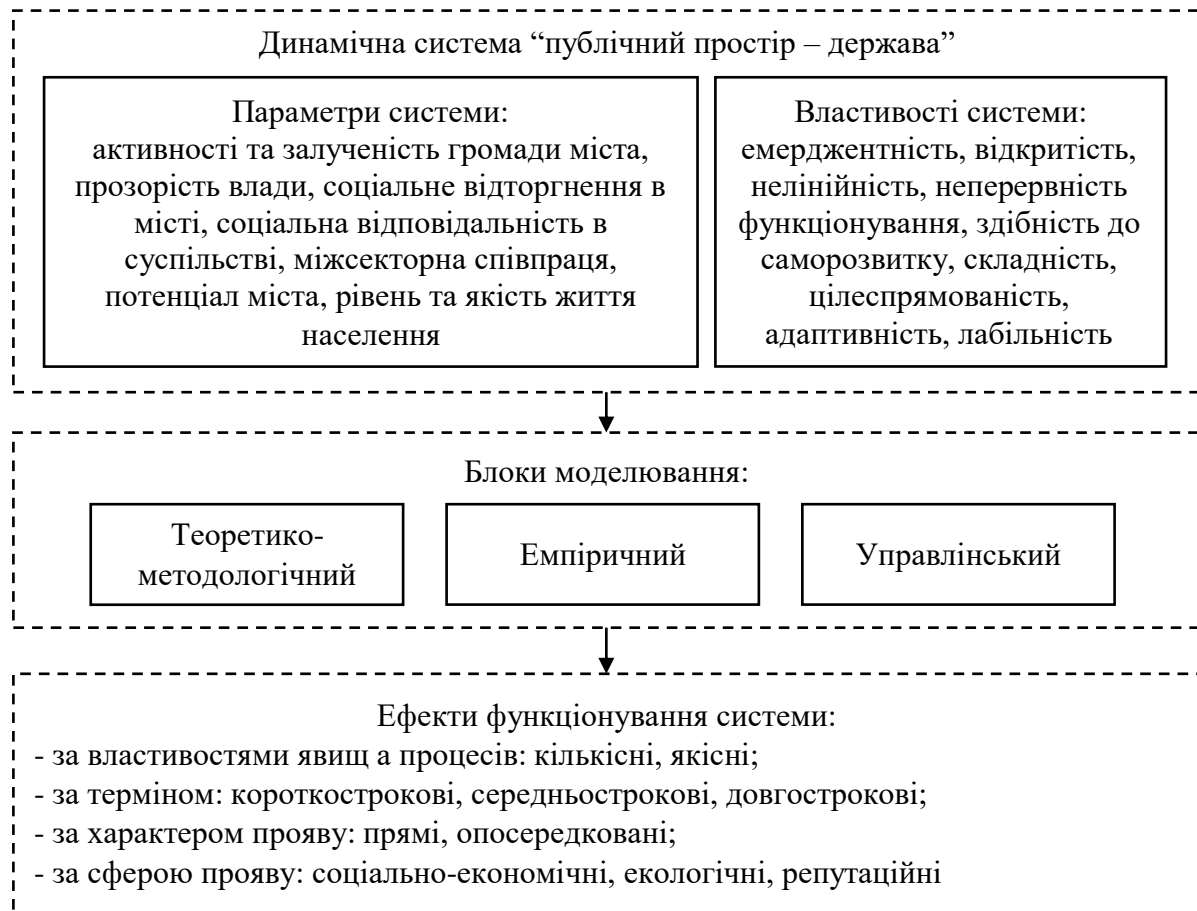 Динамічна система “публічний простір – держава”
Параметри системи:
активності та залученість громади міста,
прозорість влади, соціальне відторгнення в
місті, соціальна відповідальність в
суспільстві, міжсекторна співпраця,
потенціал міста, рівень та якість життя
населення
Властивості системи:
емерджентність, відкритість,
нелінійність, неперервність
функціонування, здібність до
саморозвитку, складність,
цілеспрямованість,
адаптивність, лабільність
Блоки моделювання:
Теоретико-
методологічний
Емпіричний
Управлінський
Ефекти функціонування системи:
- за властивостями явищ а процесів: кількісні, якісні;
- за терміном: короткострокові, середньострокові, довгострокові;
- за характером прояву: прямі, опосередковані;
- за сферою прояву: соціально-економічні, екологічні, репутаційні